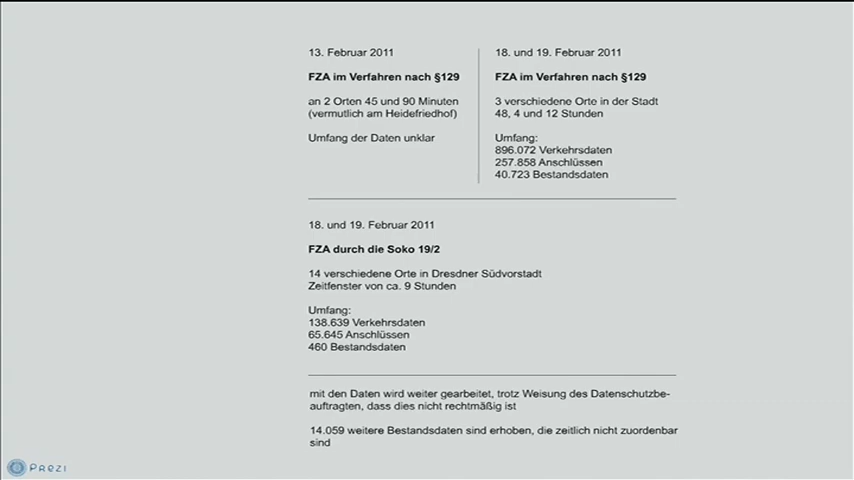 13. Februar 2011
FZA im Verfahren nach §129
an 2 Orten 45 und 90 Minuten
(vermutlich am Heidefriedhof)
Umfang der Daten unklar
18. und 19. Februar 2011
FZA im Verfahren nach §129
3 verschiedene Orte in der Stadt
48, 4 und 12 Stunden
Umfang:
896.072 Verkehrsdaten
257.858 Anschlüssen
40.723 Bestandsdaten
18. und 19. Februar 2011
FZA durch die Soko 19/2
14 verschiedene Orte in Dresdner Südvorstadt
Zeitfenster von ca. 9 Stunden
Umfang:
138.639 Verkehrsdaten
65.645 Anschlüssen
460 Bestandsdaten
mit den Daten wird weiter gearbeitet, trotz Weisung des Datenschutzbe-
auftragten, dass dies nicht rechtmäßig ist
14.059 weitere Bestandsdaten sind erhoben, die zeitlich nicht zuordenbar
sind
Prezi